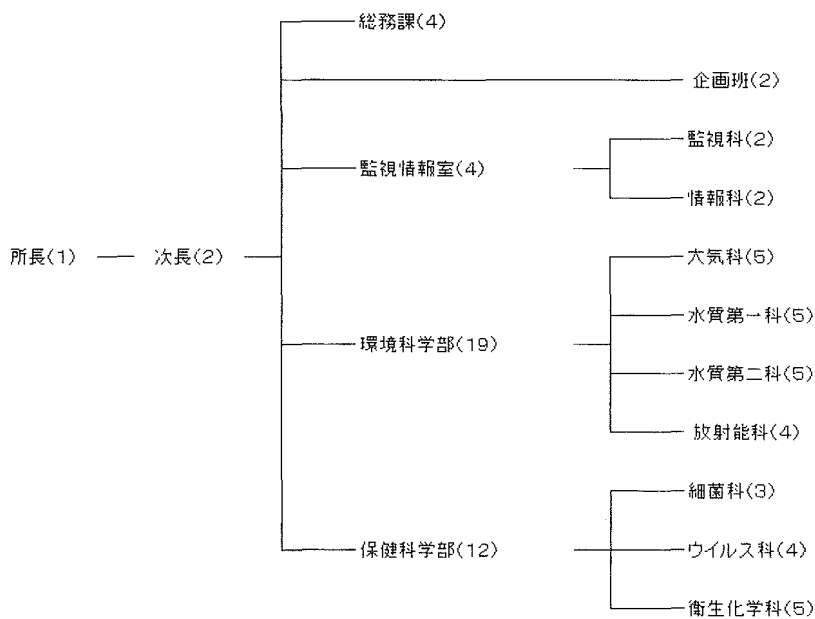 総務課(4)
企画班(2)
監視科(2)
監視情報室(4)
情報科(2)
所長(1)
次長(2)
大気科(5)
水質第一科(5)
環境科学部(19)
水質第二科(5)
放射能科(4)
細菌科(3)
保健科学部(12)
ウイルス科(4)
衛生化学科(5)